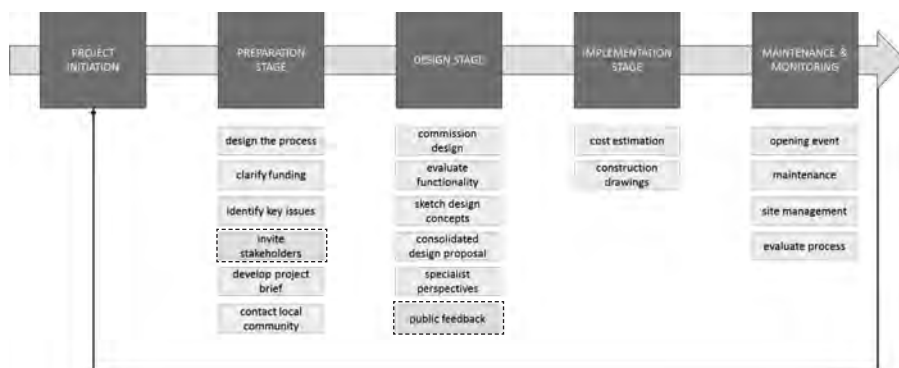 PROJECT
INITIATION
PREPARATION
STAGE
DESIGN STAGE
IMPLEMENTATION
STAGE
MAINTENANCE &
MONITORING
design the process
clarify funding
identify key issues
invite
stakeholders
develop project
brief
contact local
community
commission
design
evaluate
functionality
sketch design
concepts
consolidated
design proposal
specialist
perspectives
public feedback
cost estimation
construction
drawings
opening event
maintenance
site management
evaluate process